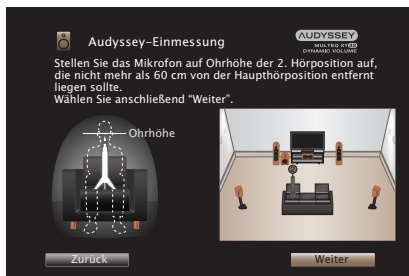 Audyssey-Einmessung
AUDYSSEY
MULTEQ XT32
DYNAMIC VOLUME
Stellen Sie das Mikrofon auf Ohrhöhe der 2. Hörposition auf,
die nicht mehr als 60 cm von der Haupthörposition entfernt
liegen sollte.
Wählen Sie anschließend “Weiter”.
Ohrhöhe
Zurück
Weiter